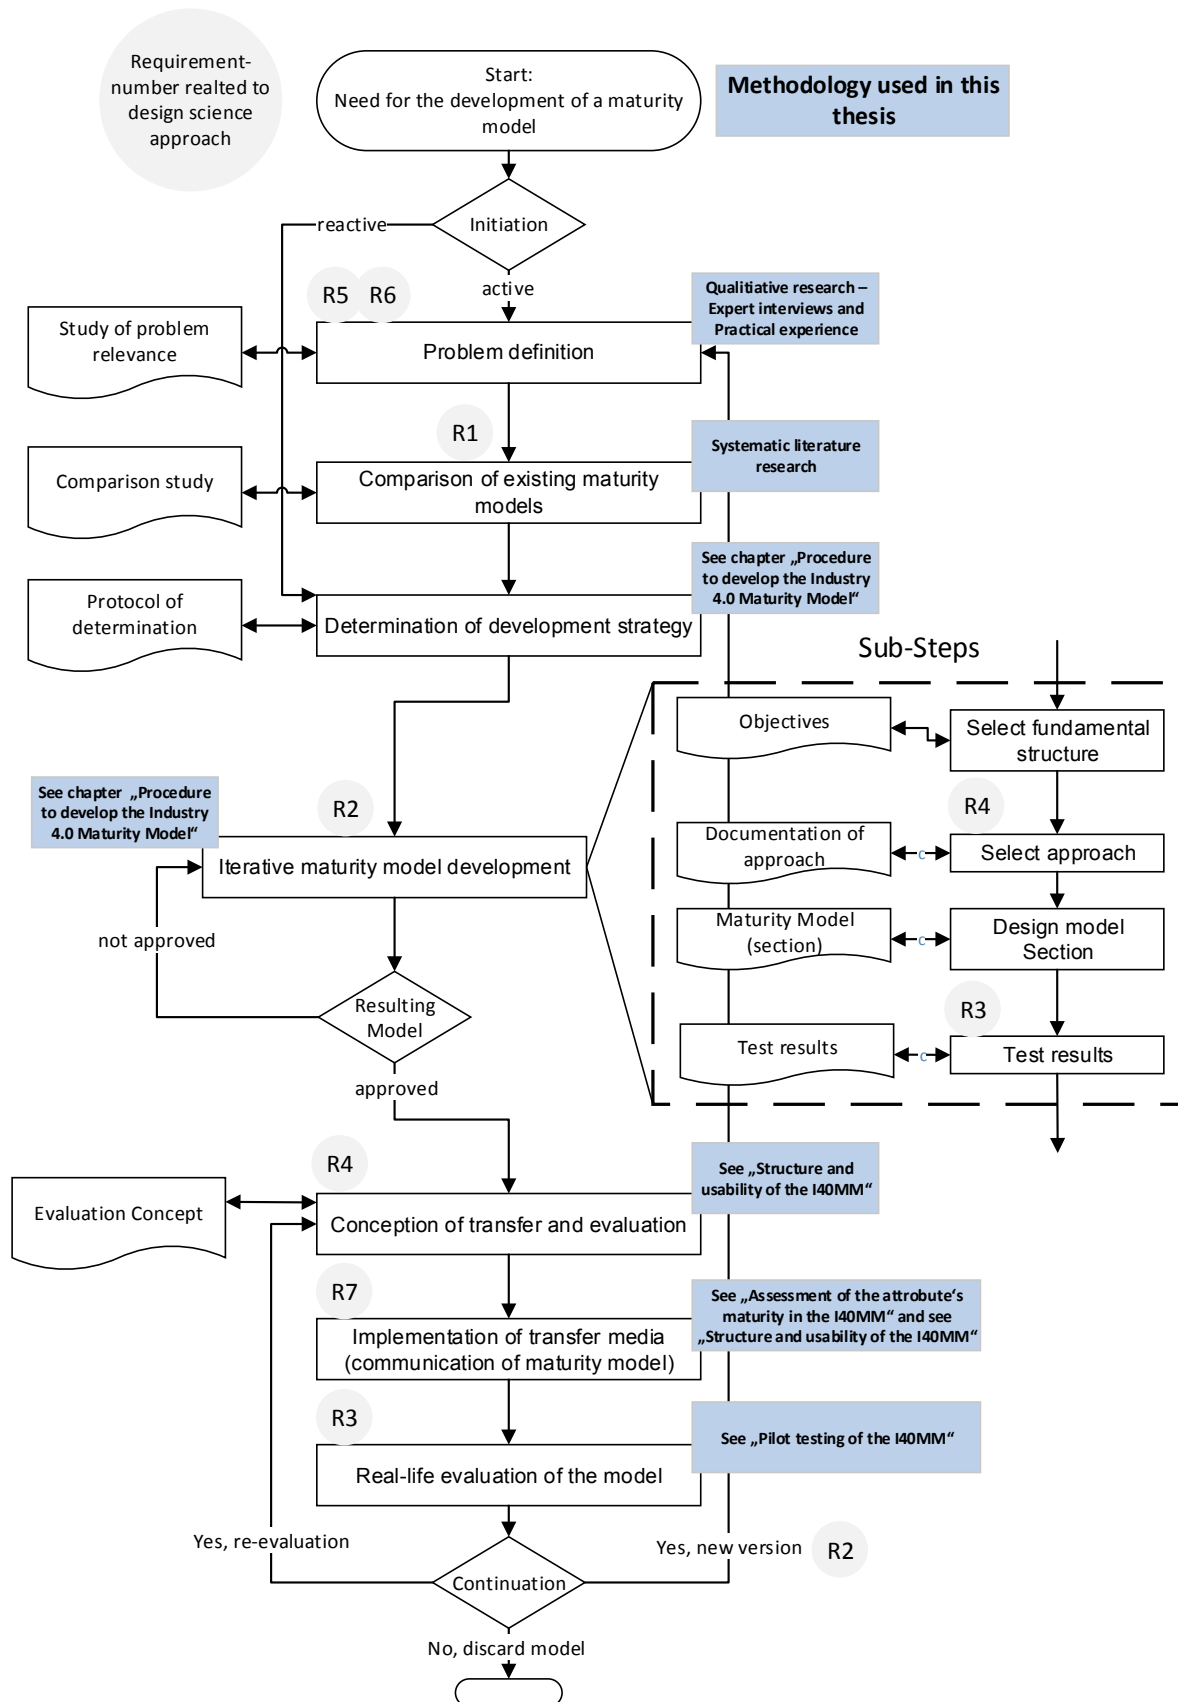 Requirement-
number realted to
design science
approach
Start:
Need for the development of a maturity
model
Methodology used in this
thesis
Initiation
reactive
active
R5
R6
Qualitiative research –
Expert interviews and
Practical experience
Study of problem
relevance
Problem definition
R1
Systematic literature
research
Comparison study
Comparison of existing maturity
models
See chapter „Procedure
to develop the Industry
4.0 Maturity Model“
Protocol of
determination
Determination of development strategy
Sub-Steps
Objectives
Select fundamental
structure
R4
Documentation of
approach
c
Select approach
Maturity Model
(section)
c
Design model
Section
R3
Test results
c
Test results
See chapter „Procedure
to develop the Industry
4.0 Maturity Model“
R2
Iterative maturity model development
not approved
Resulting
Model
approved
R4
See „Structure and
usability of the I40MM“
Evaluation Concept
Conception of transfer and evaluation
R7
See „Assessment of the attrobute‘s
maturity in the I40MM“ and see
„Structure and usability of the I40MM“
Implementation of transfer media
(communication of maturity model)
R3
See „Pilot testing of the I40MM“
Real-life evaluation of the model
Yes, re-evaluation
Yes, new version
R2
Continuation
No, discard model